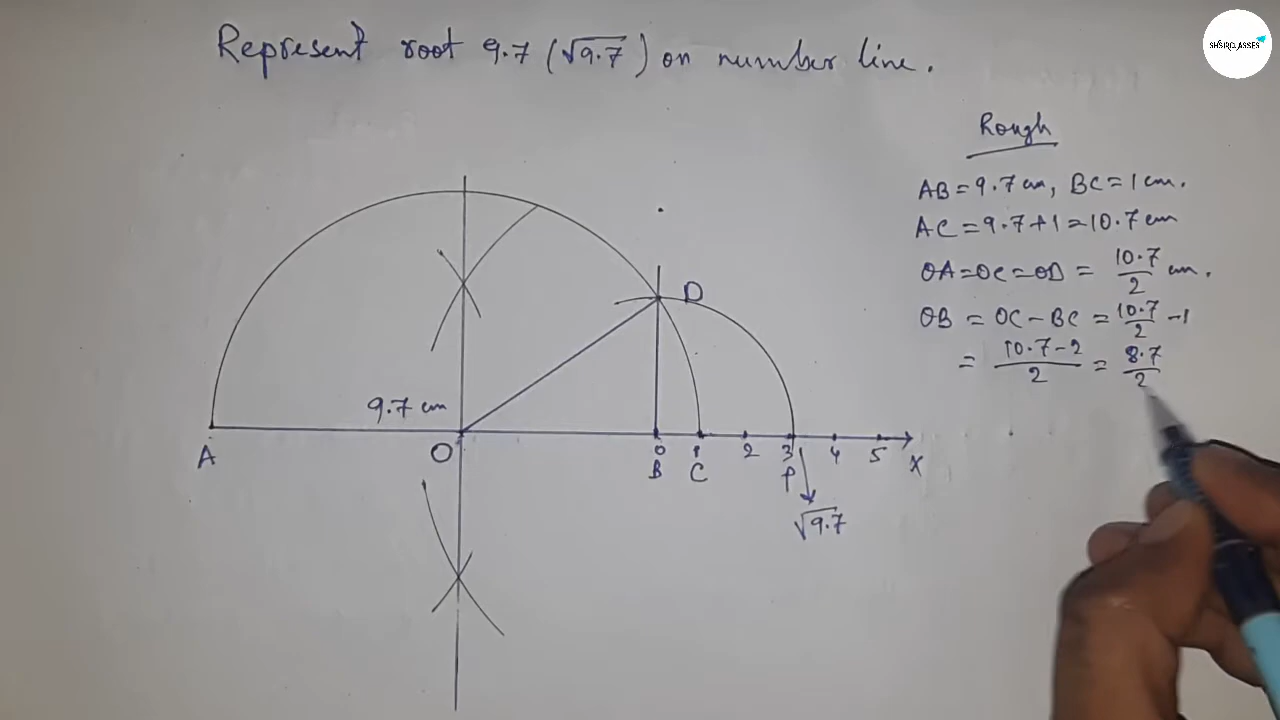 Represent root 9.7 (√9.7) on number line.
SHSIRCLASSES
Rough
AB = 9.7 cm, BC = 1 cm.
AC = 9.7 + 1 = 10.7 cm
OA = OC = OD = 10.7/2 cm.
OB = OC - BC = 10.7/2 - 1
= 10.7 - 2/2 = 8.7/2
D
9.7 cm
A O 0 1 2 3 4 5 X
B C P
√9.7